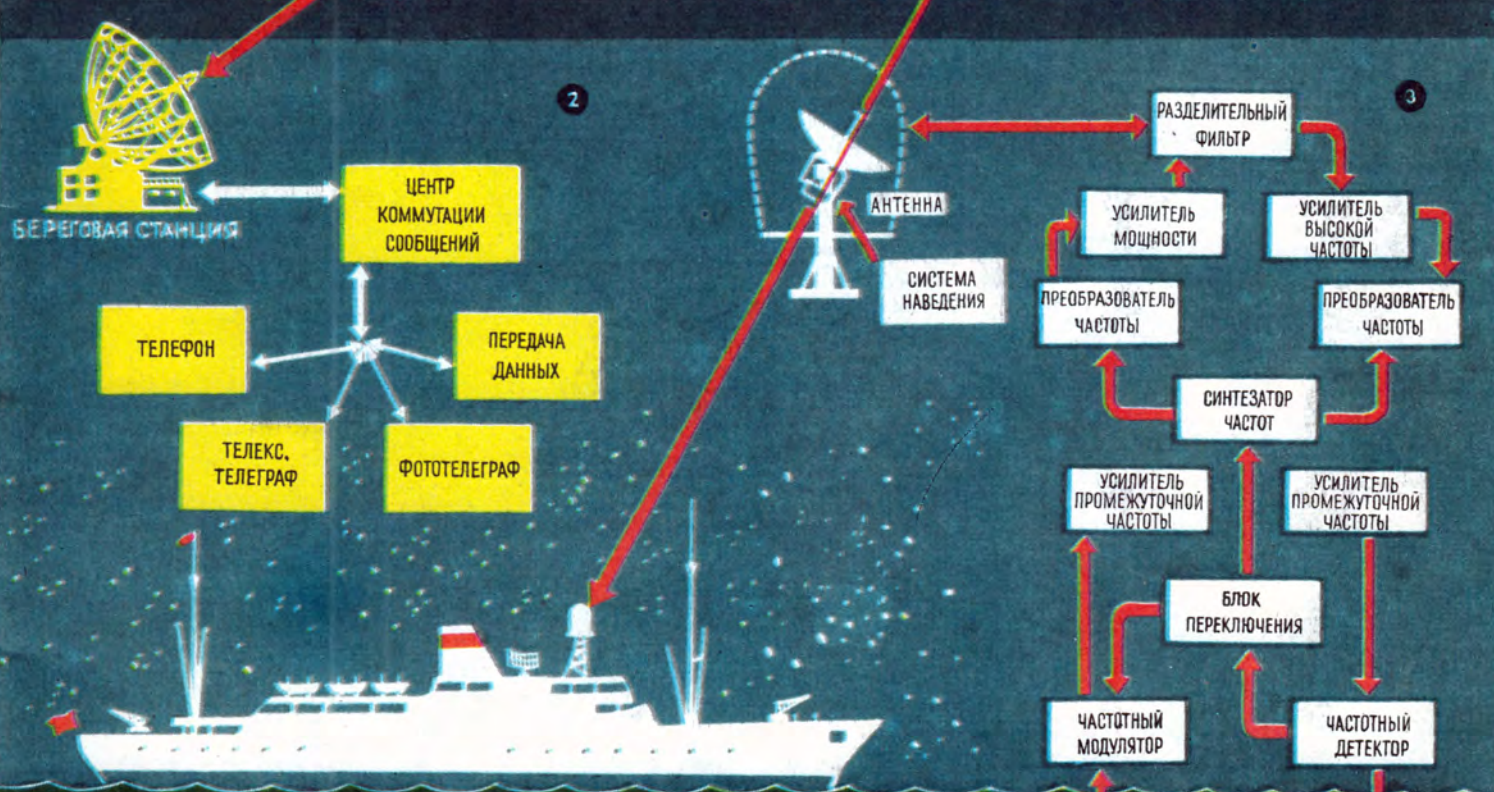 2
БЕРЕГОВАЯ СТАНЦИЯ
ЦЕНТР
КОММУТАЦИИ
СООБЩЕНИЙ
ТЕЛЕФОН
ПЕРЕДАЧА
ДАННЫХ
ТЕЛЕКС,
ТЕЛЕГРАФ
ФОТОТЕЛЕГРАФ
АНТЕННА
СИСТЕМА
НАВЕДЕНИЯ
3
РАЗДЕЛИТЕЛЬНЫЙ
ФИЛЬТР
УСИЛИТЕЛЬ
МОЩНОСТИ
УСИЛИТЕЛЬ
ВЫСОКОЙ
ЧАСТОТЫ
ПРЕОБРАЗОВАТЕЛЬ
ЧАСТОТЫ
ПРЕОБРАЗОВАТЕЛЬ
ЧАСТОТЫ
СИНТЕЗАТОР
ЧАСТОТ
УСИЛИТЕЛЬ
ПРОМЕЖУТОЧНОЙ
ЧАСТОТЫ
УСИЛИТЕЛЬ
ПРОМЕЖУТОЧНОЙ
ЧАСТОТЫ
БЛОК
ПЕРЕКЛЮЧЕНИЯ
ЧАСТОТНЫЙ
МОДУЛЯТОР
ЧАСТОТНЫЙ
ДЕТЕКТОР